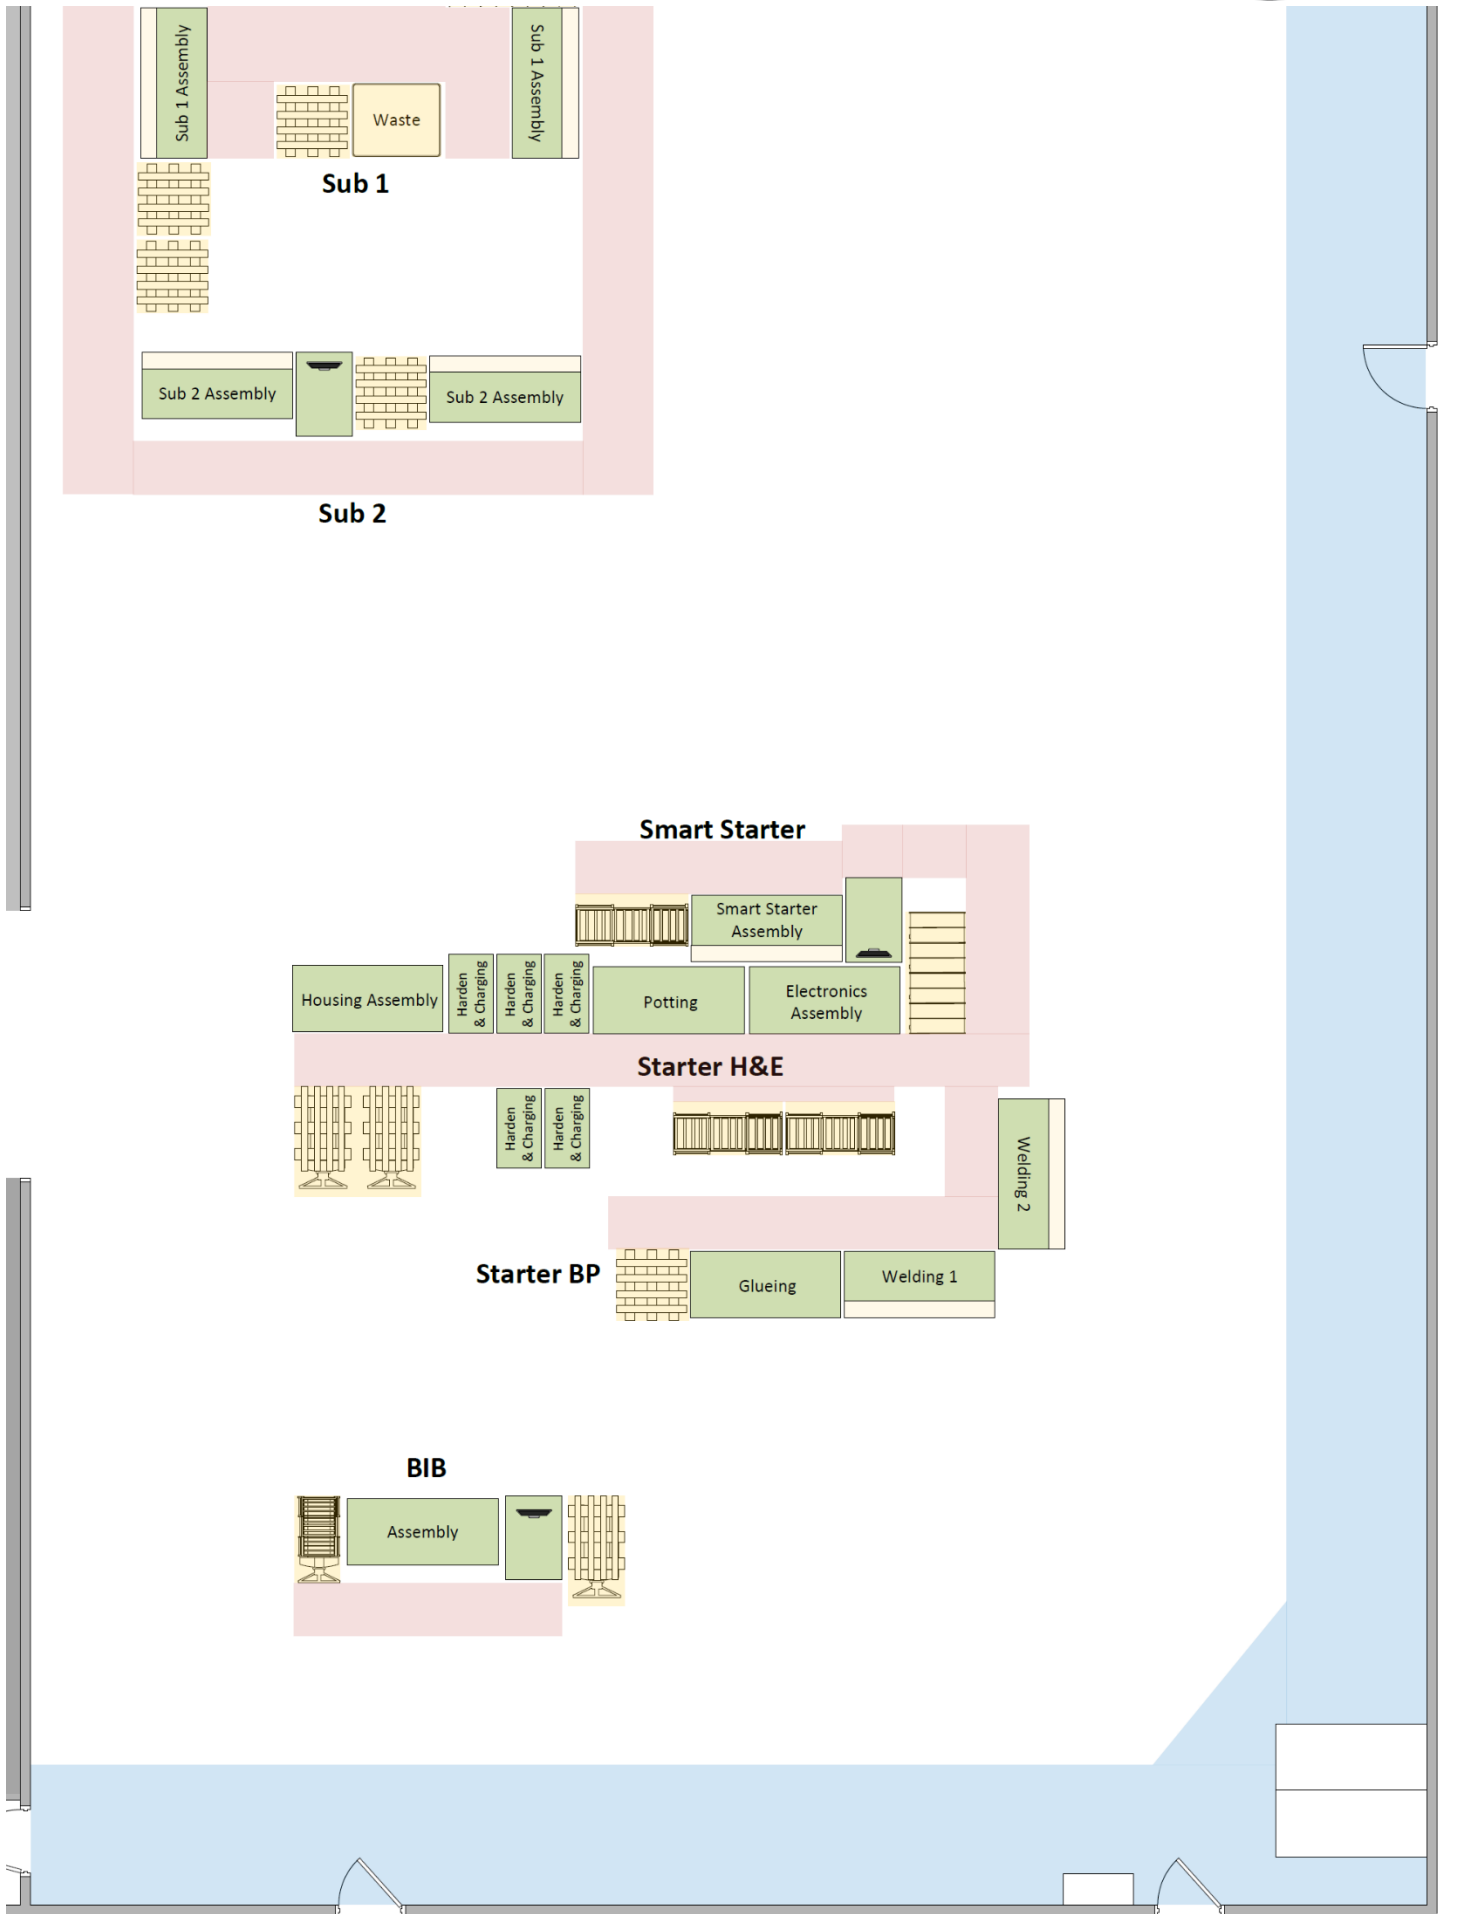 Sub 1 Assembly
Sub 1 Assembly
Waste
Sub 1
Sub 2 Assembly
Sub 2 Assembly
Sub 2
Smart Starter
Smart Starter
Assembly
Housing Assembly
Harden
& Charging
Harden
& Charging
Harden
& Charging
Potting
Electronics
Assembly
Starter H&E
Harden
& Charging
Harden
& Charging
Welding 2
Starter BP
Glueing
Welding 1
BIB
Assembly